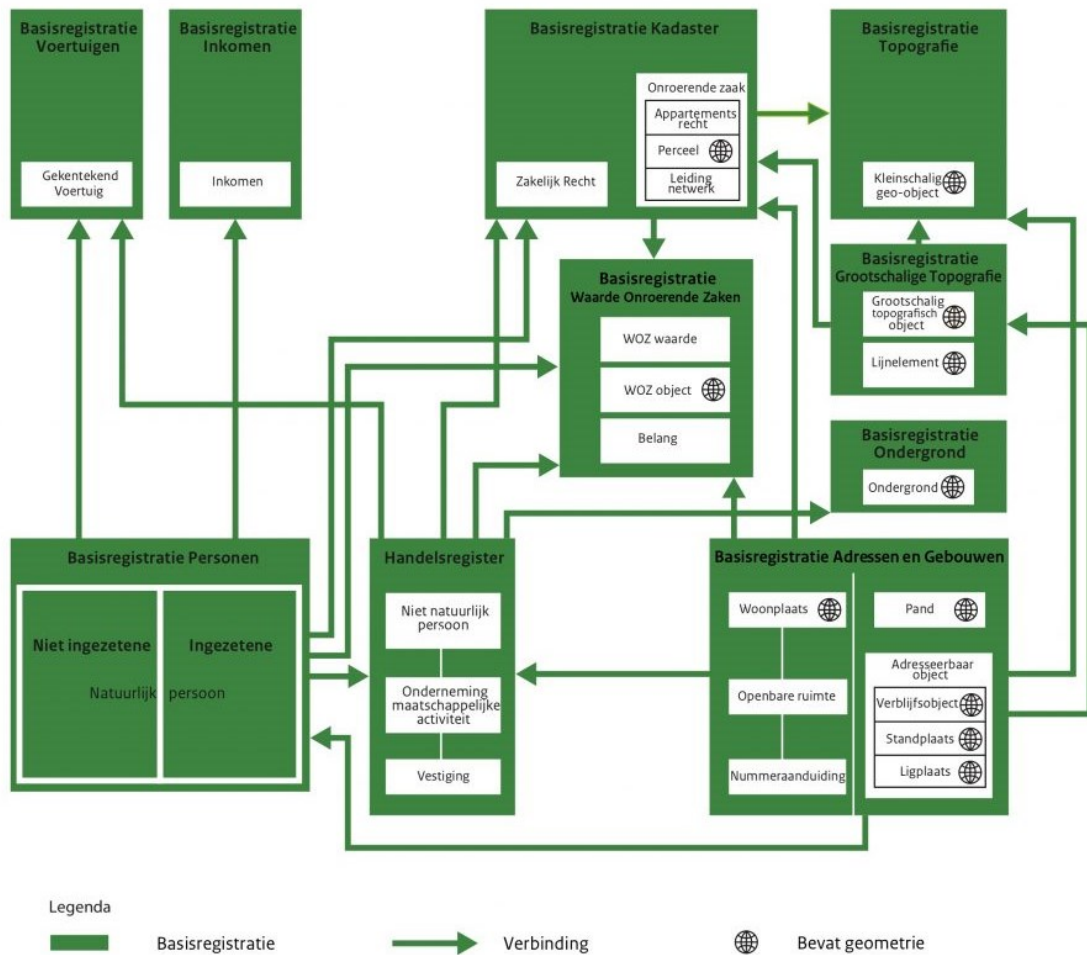 Basisregistratie
Voertuigen
Gekentekend
Voertuig
Basisregistratie
Inkomen
Inkomen
Basisregistratie Kadaster
Onroerende zaak
Appartements
recht
Perceel
Leiding
netwerk
Zakelijk Recht
Basisregistratie
Topografie
Kleinschalig
geo-object
Basisregistratie
Waarde Onroerende Zaken
WOZ waarde
WOZ object
Belang
Basisregistratie
Grootschalige Topografie
Grootschalig
topografisch
object
Lijnelement
Basisregistratie
Ondergrond
Ondergrond
Basisregistratie Personen
Niet ingezetene
Ingezetene
Natuurlijk persoon
Handelsregister
Niet natuurlijk
persoon
Onderneming
maatschappelijke
activiteit
Vestiging
Basisregistratie Adressen en Gebouwen
Woonplaats
Openbare ruimte
Nummeraanduiding
Pand
Adresseerbaar
object
Verblijfsobject
Standplaats
Ligplaats
Legenda
Basisregistratie
Verbinding
Bevat geometrie